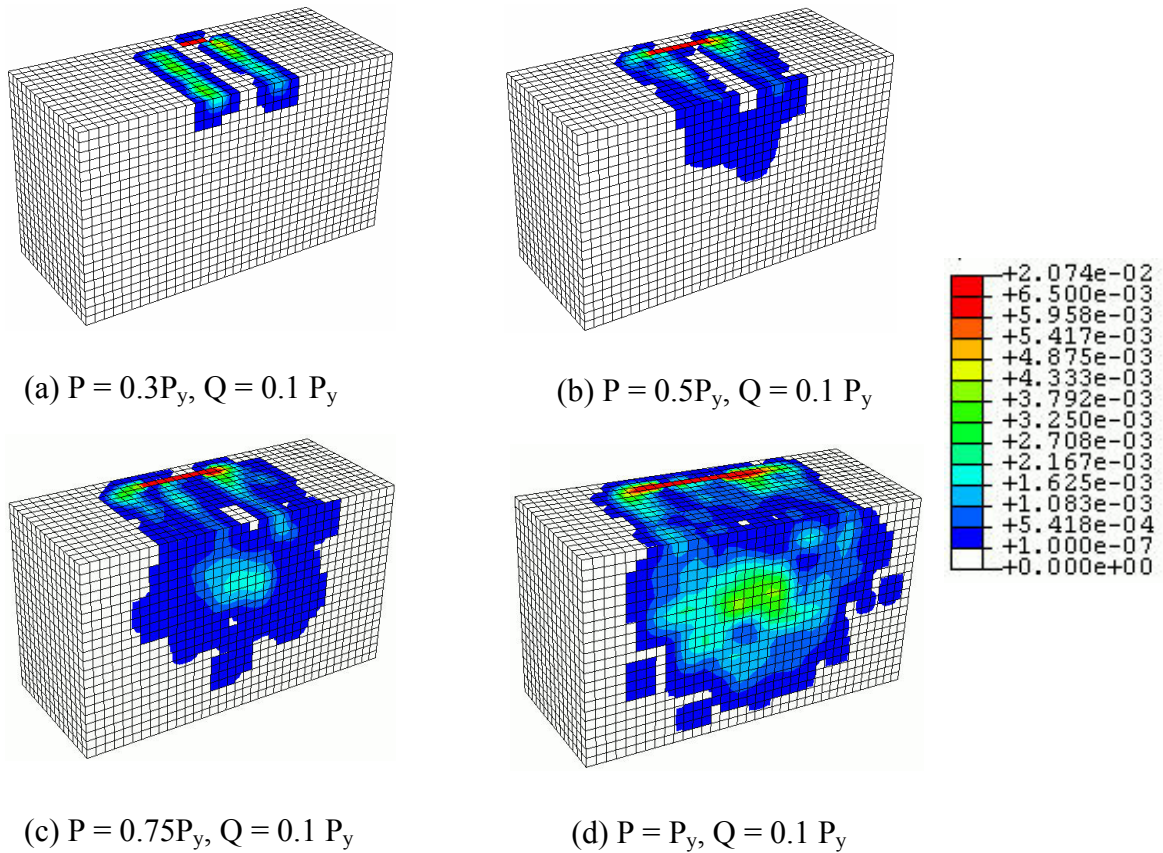 (a) P = 0.3Py, Q = 0.1 Py
(b) P = 0.5Py, Q = 0.1 Py
+2.074e-02
+6.500e-03
+5.958e-03
+5.417e-03
+4.875e-03
+4.333e-03
+3.792e-03
+3.250e-03
+2.708e-03
+2.167e-03
+1.625e-03
+1.083e-03
+5.418e-04
+1.000e-07
+0.000e+00
(c) P = 0.75Py, Q = 0.1 Py
(d) P = Py, Q = 0.1 Py